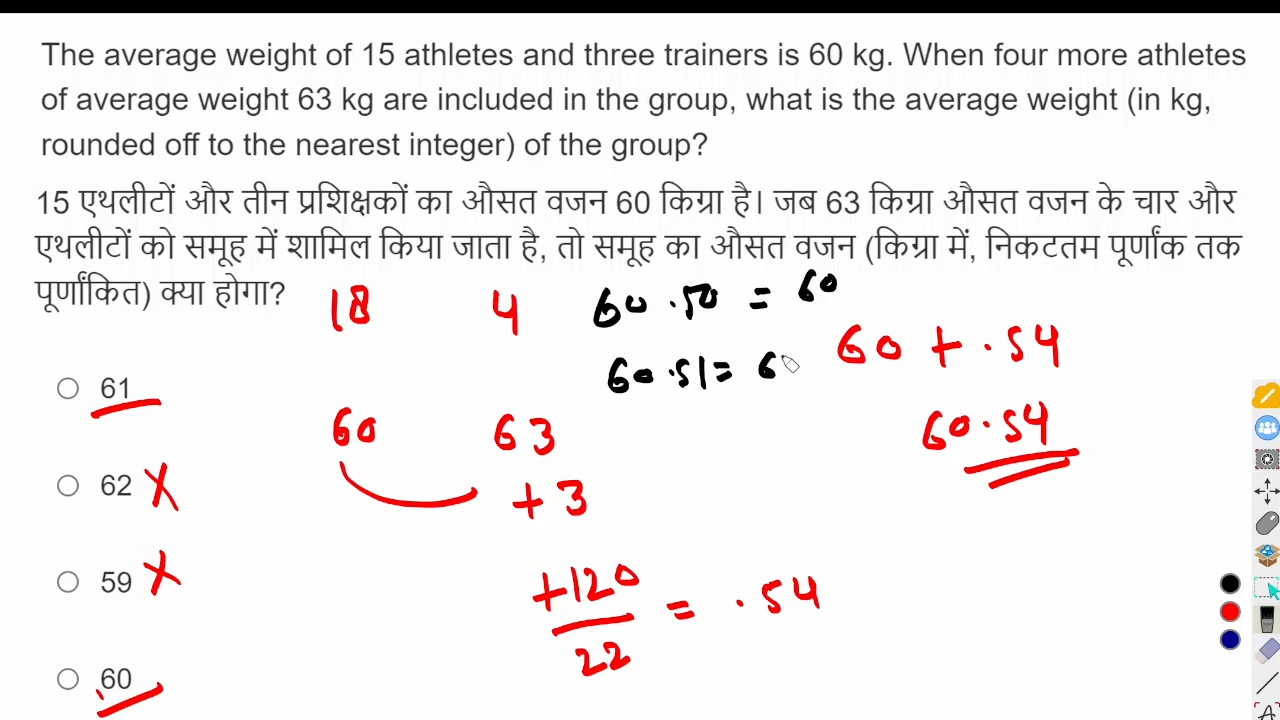 The average weight of 15 athletes and three trainers is 60 kg. When four more athletes
of average weight 63 kg are included in the group, what is the average weight (in kg,
rounded off to the nearest integer) of the group?
15 एथलीटों और तीन प्रशिक्षकों का औसत वजन 60 किग्रा है। जब 63 किग्रा औसत वजन के चार और
एथलीटों को समूह में शामिल किया जाता है, तो समूह का औसत वजन (किग्रा में, निकटतम पूर्णांक तक
पूर्णांकित) क्या होगा?
18 4 60.50 = 60
60 + .54
60.51 = 6
61
60 63
60.54
62 X
+3
59 X
+120
22
= .54
60